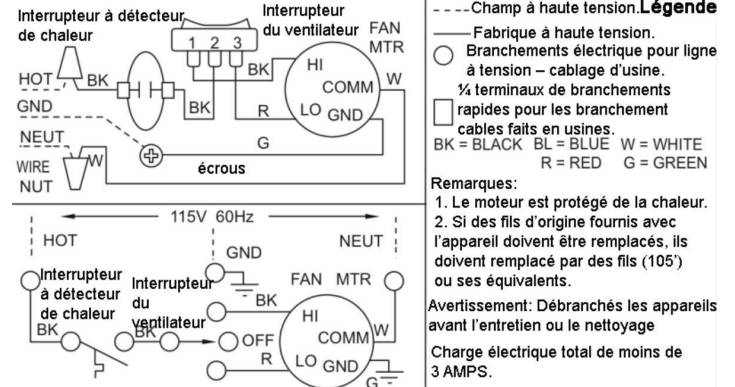 Interrupteur à détecteur
de chaleur
Interrupteur
du ventilateur
FAN
MTR
1 2 3
HOT
BK
BK
BK
HI
COMM
W
GND
R
LO GND
NEUT
G
WIRE
NUT
W
écrous
115V 60Hz
HOT
GND
NEUT
Interrupteur
à détecteur
de chaleur
Interrupteur
du
ventilateur
FAN MTR
BK
HI
BK
BK
OFF
COMM
W
R
LO GND
G
Champ à haute tension.
Légende
Fabrique à haute tension.
Branchements électrique pour ligne
à tension – cablage d'usine.
¼ terminaux de branchements
rapides pour les branchement
cables faits en usines.
BK = BLACK BL = BLUE W = WHITE
R = RED G = GREEN
Remarques:
1. Le moteur est protégé de la chaleur.
2. Si des fils d'origine fournis avec
l'appareil doivent être remplacés, ils
doivent remplacé par des fils (105')
ou ses équivalents.
Avertissement: Débranchés les appareils
avant l'entretien ou le nettoyage
Charge électrique total de moins de
3 AMPS.